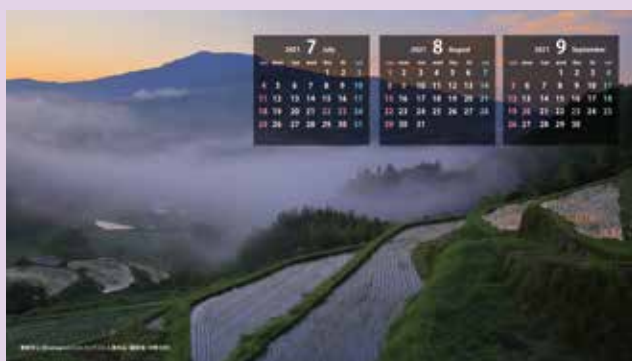 2021 7 July
1 2 3
4 5 6 7 8 9 10
11 12 13 14 15 16 17
18 19 20 21 22 23 24
25 26 27 28 29 30 31
2021 8 August
1 2 3 4 5 6 7
8 9 10 11 12 13 14
15 16 17 18 19 20 21
22 23 24 25 26 27 28
29 30 31
2021 9 September
1 2 3 4
5 6 7 8 9 10 11
12 13 14 15 16 17 18
19 20 21 22 23 24 25
26 27 28 29 30